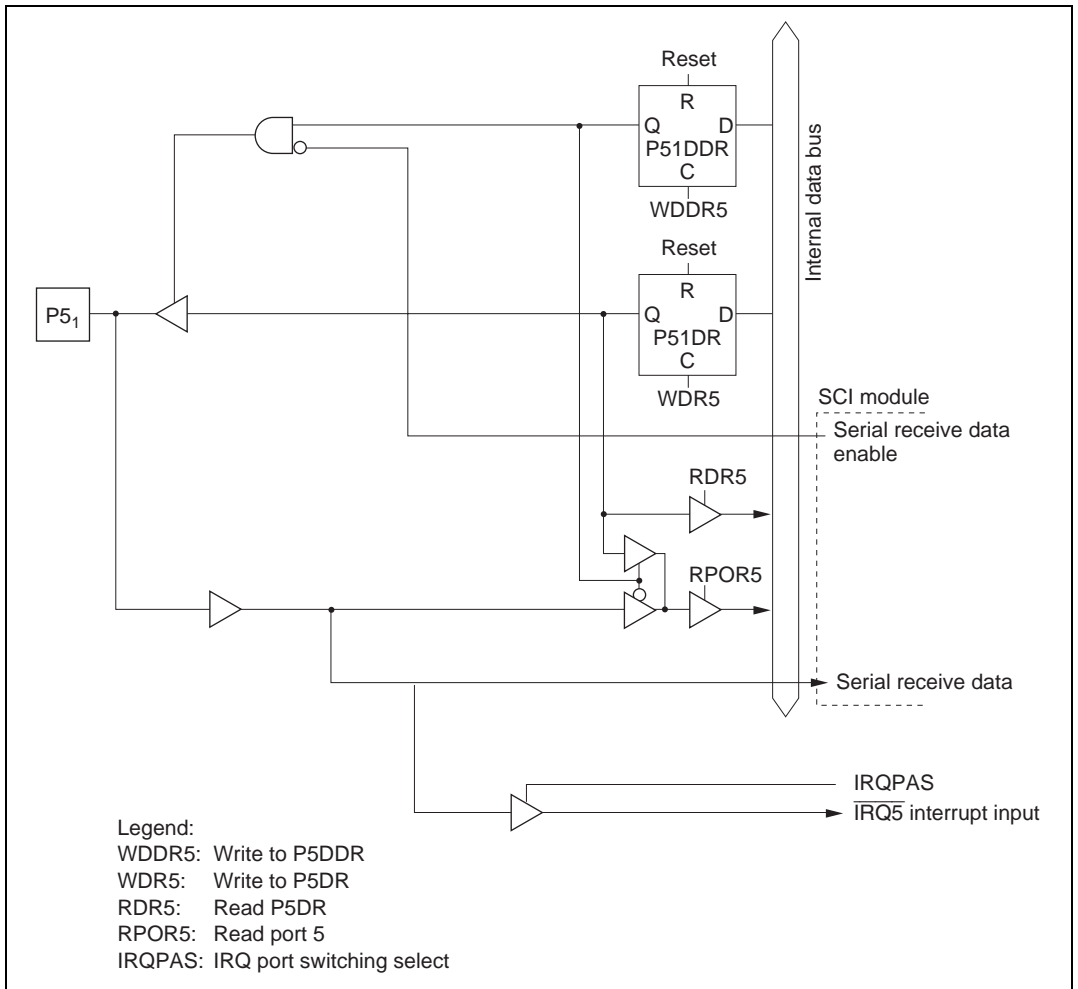 Reset
R
Q D
P51DDR
C
WDDR5
Internal data bus
Reset
R
Q D
P51DR
C
WDR5
P5₁
SCI module
Serial receive data
enable
RDR5
RPOR5
Serial receive data
IRQPAS
IRQ5 interrupt input
Legend:
WDDR5: Write to P5DDR
WDR5: Write to P5DR
RDR5: Read P5DR
RPOR5: Read port 5
IRQPAS: IRQ port switching select